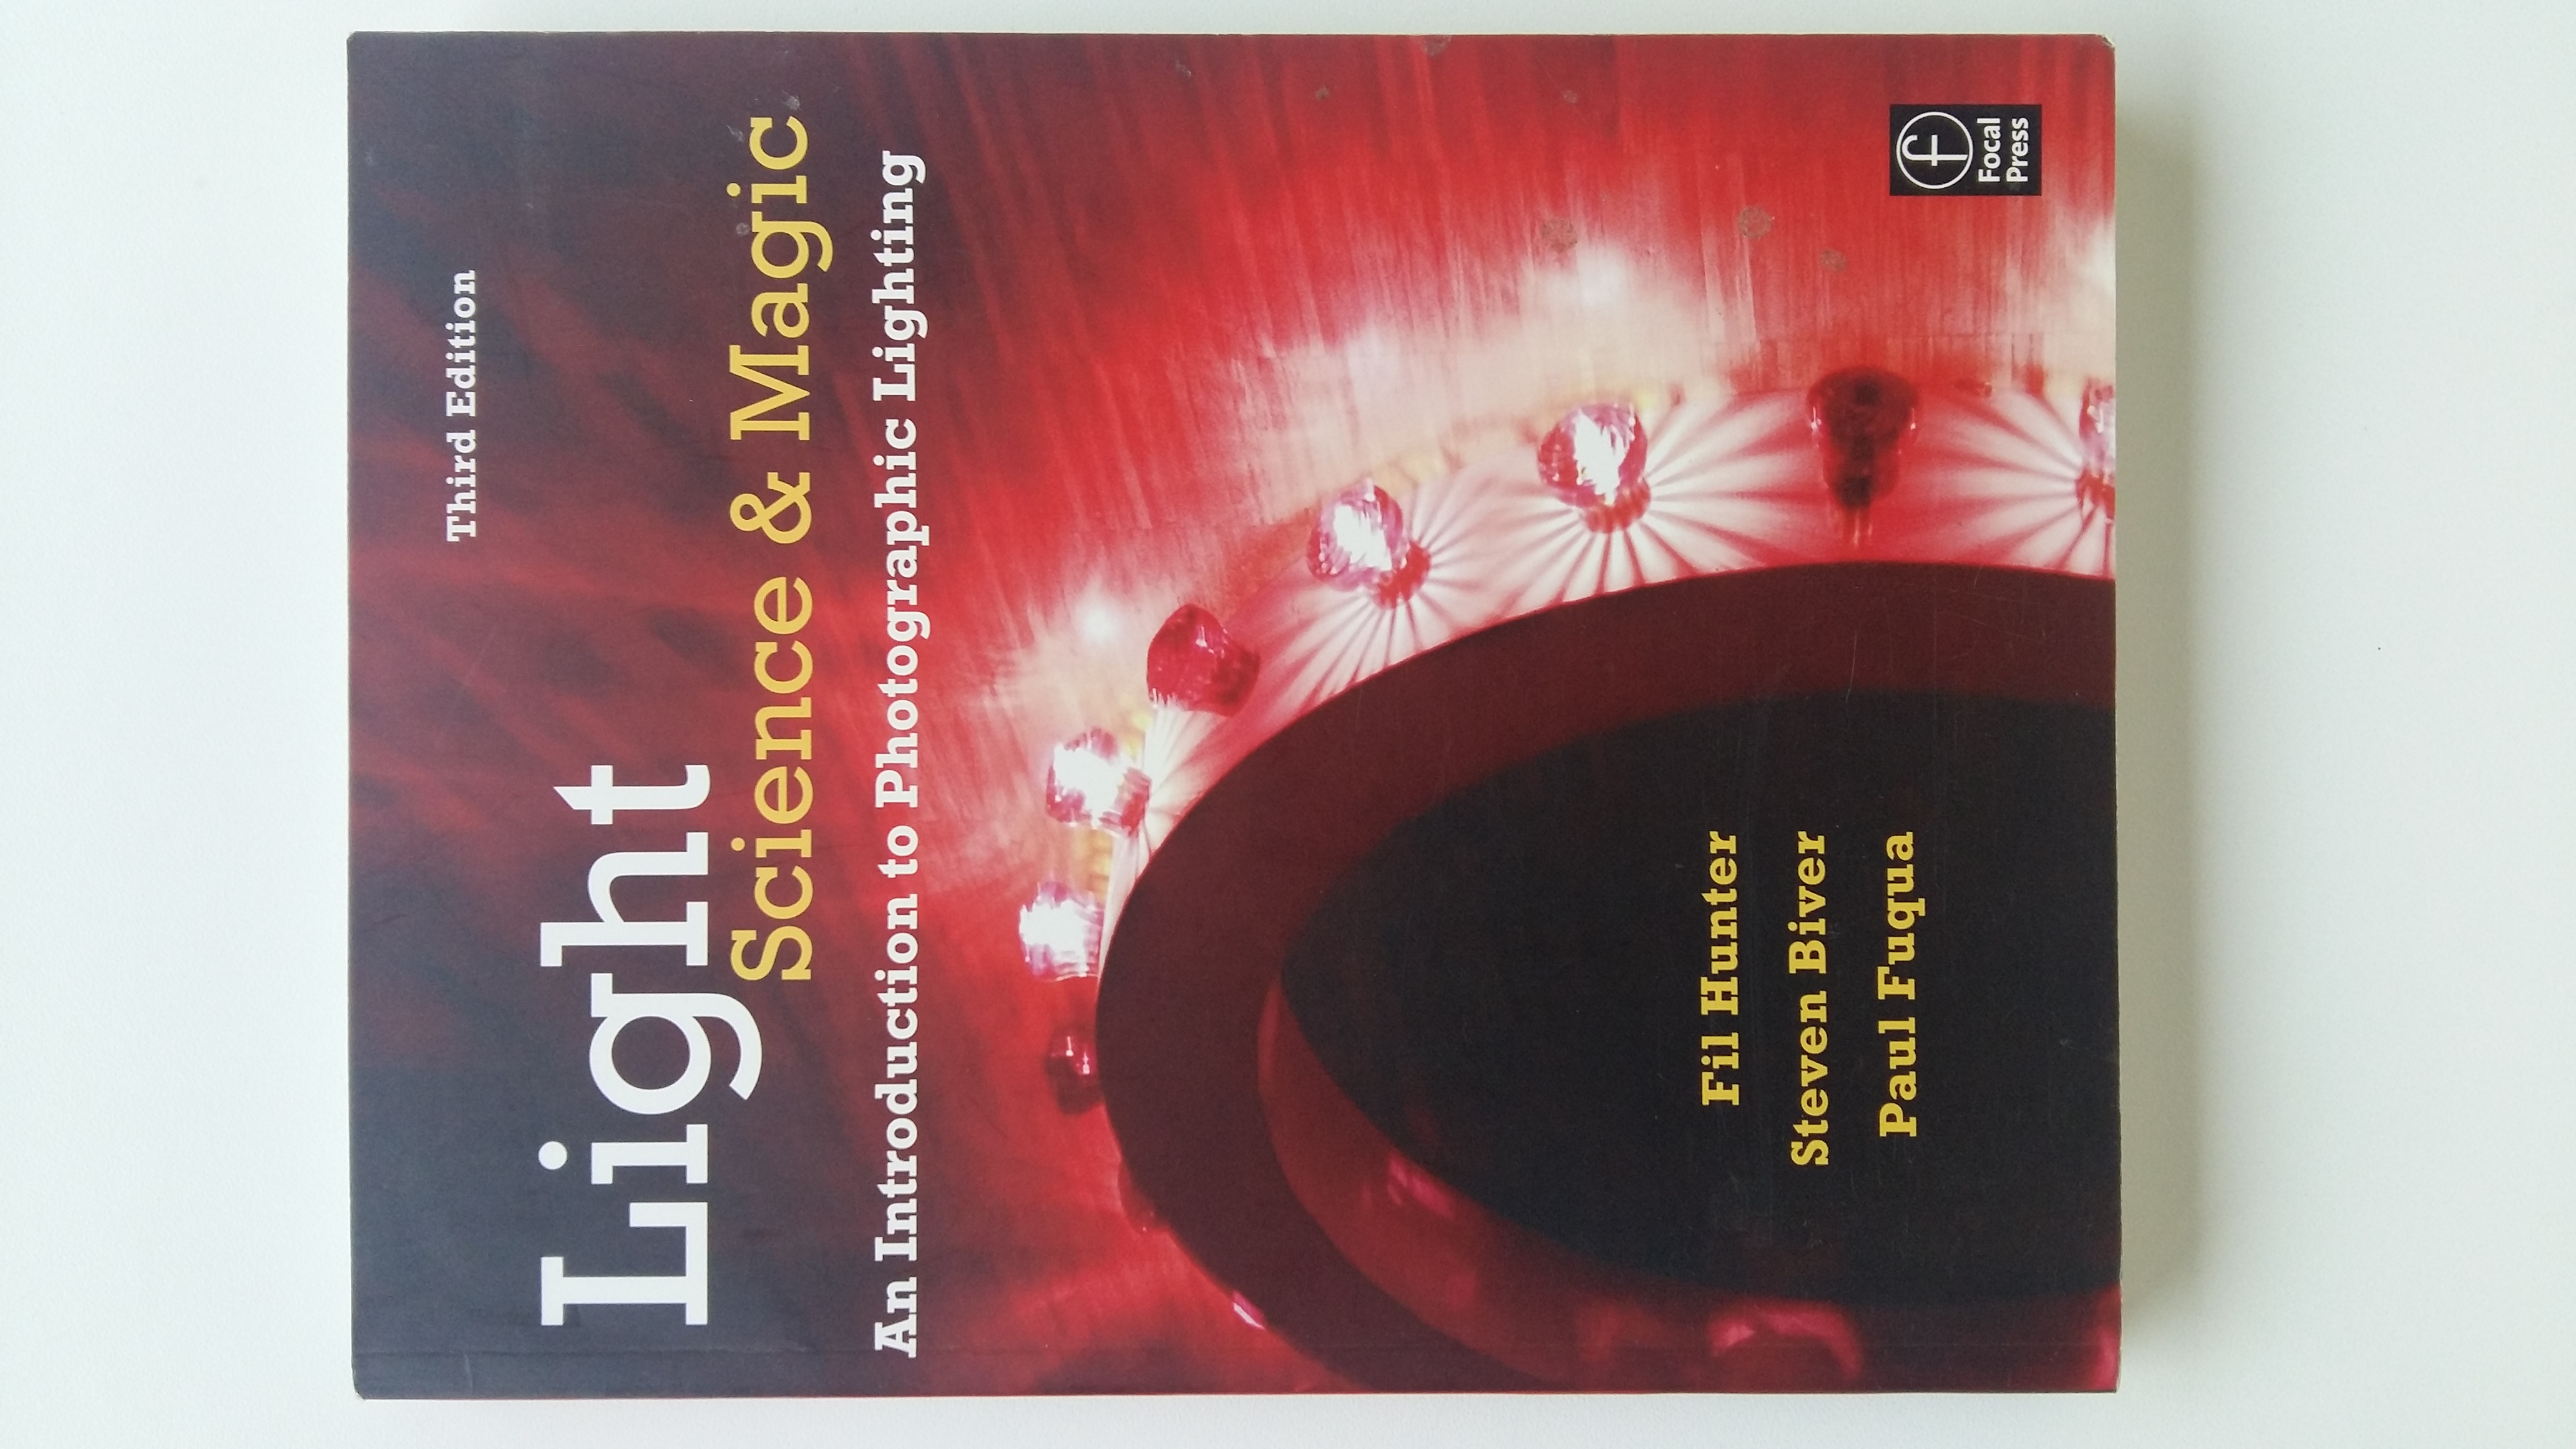 Third Edition
Light
Science & Magic
An Introduction to Photographic Lighting
Fil Hunter
Steven Biver
Paul Fuqua
f
Focal
Press